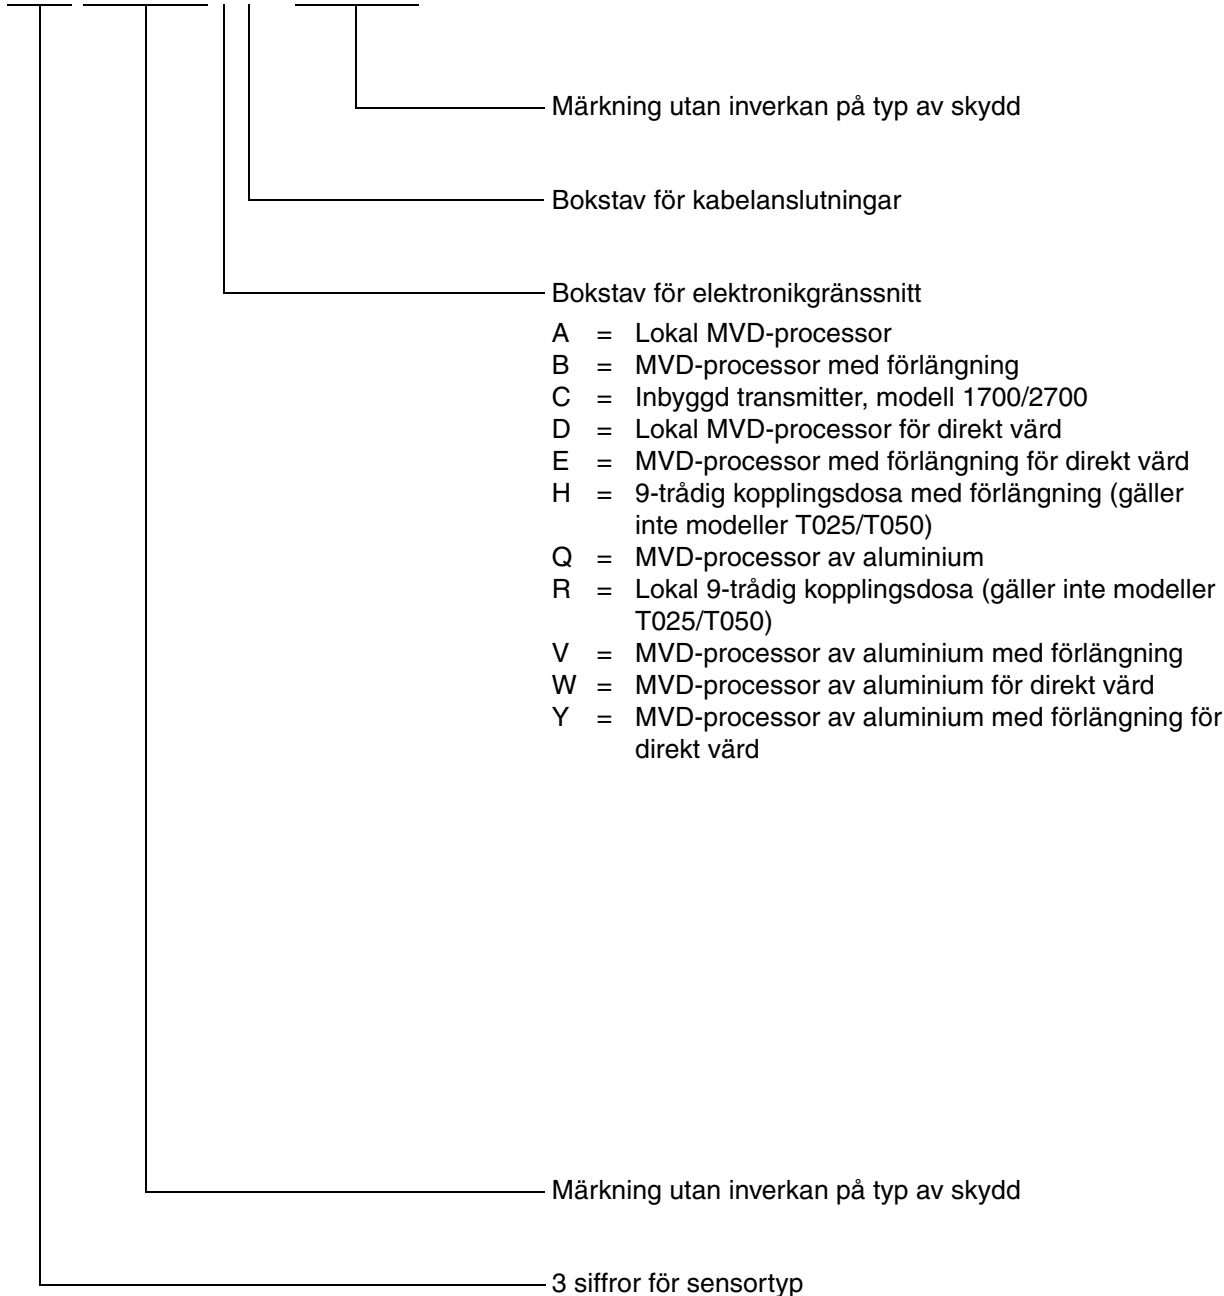 Märkning utan inverkan på typ av skydd
Bokstav för kabelanslutningar
Bokstav för elektronikgränssnitt
A = Lokal MVD-processor
B = MVD-processor med förlängning
C = Inbyggd transmitter, modell 1700/2700
D = Lokal MVD-processor för direkt värd
E = MVD-processor med förlängning för direkt värd
H = 9-trådig kopplingsdosa med förlängning (gäller
inte modeller T025/T050)
Q = MVD-processor av aluminium
R = Lokal 9-trådig kopplingsdosa (gäller inte modeller
T025/T050)
V = MVD-processor av aluminium med förlängning
W = MVD-processor av aluminium för direkt värd
Y = MVD-processor av aluminium med förlängning för
direkt värd
Märkning utan inverkan på typ av skydd
3 siffror för sensortyp